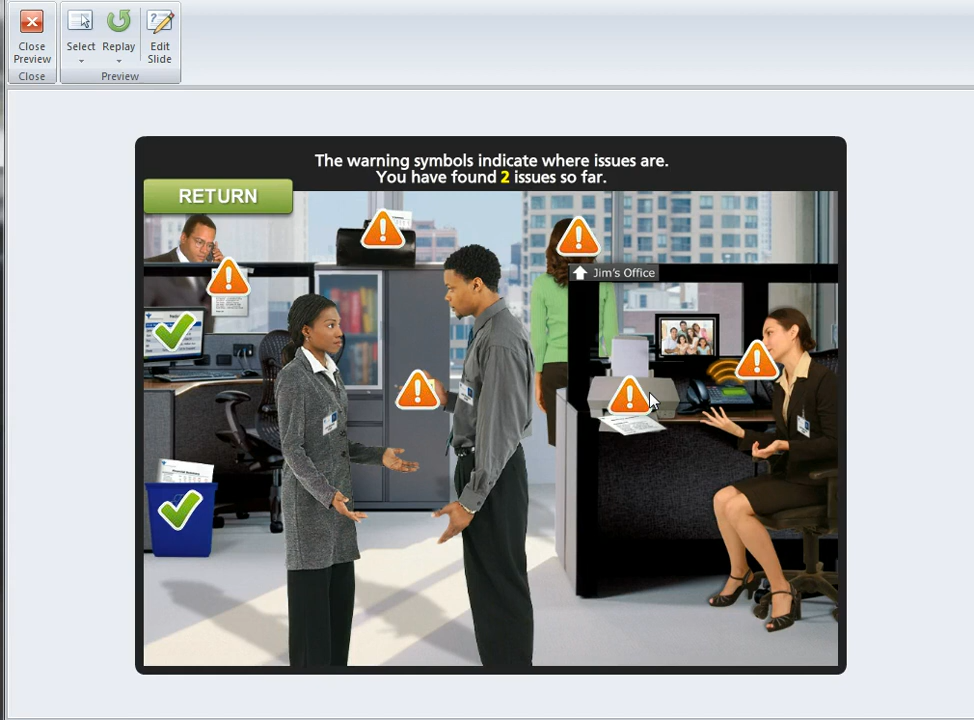 Close
Preview
Close
Select
Replay
Edit
Slide
Preview
The warning symbols indicate where issues are.
You have found 2 issues so far.
RETURN
Jim's Office